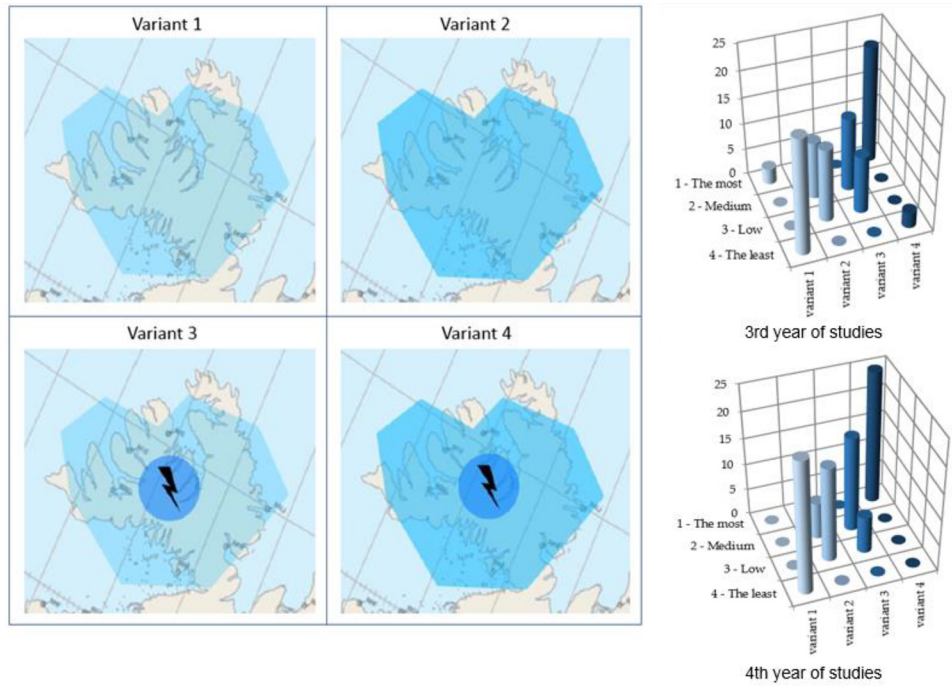 Variant 1
Variant 2
Variant 3
Variant 4
25
20
15
10
5
0
1 - The most
2 - Medium
3 - Low
4 - The least
variant 1
variant 2
variant 3
variant 4
3rd year of studies
25
20
15
10
5
0
1 - The most
2 - Medium
3 - Low
4 - The least
variant 1
variant 2
variant 3
variant 4
4th year of studies